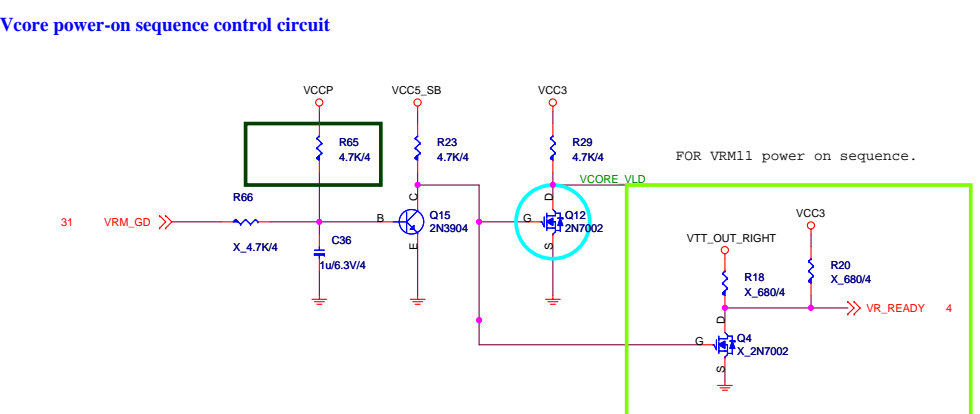 Vcore power-on sequence control circuit
VCCP
VCC5_SB
VCC3
R65
4.7K/4
R23
4.7K/4
R29
4.7K/4
FOR VRM11 power on sequence.
VCORE_VLD
R66
X_4.7K/4
31 VRM_GD
C36
1u/6.3V/4
B
C
E
Q15
2N3904
G
D
S
Q12
2N7002
VCC3
VTT_OUT_RIGHT
R18
X_680/4
R20
X_680/4
VR_READY 4
G
D
S
Q4
X_2N7002